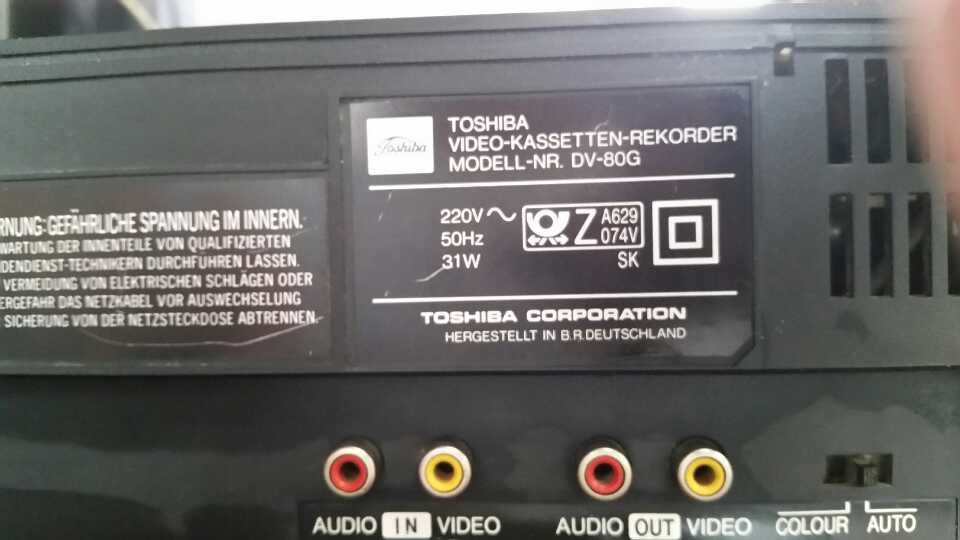 Toshiba
TOSHIBA
VIDEO-KASSETTEN-REKORDER
MODELL-NR. DV-80G
220V~
50Hz
31W
Z A629
074V
SK
TOSHIBA CORPORATION
HERGESTELLT IN B.R.DEUTSCHLAND
RNUNG: GEFÄHRLICHE SPANNUNG IM INNERN.
WARTUNG DER INNENTEILE VON QUALIFIZIERTEN
DENDIENST-TECHNIKERN DURCHFÜHREN LASSEN.
VERMEIDUNG VON ELEKTRISCHEN SCHLÄGEN ODER
ERGEFAHR DAS NETZKABEL VOR AUSWECHSELUNG
SICHERUNG VON DER NETZSTECKDOSE ABTRENNEN.
AUDIO IN VIDEO
AUDIO OUT VIDEO
COLOUR AUTO